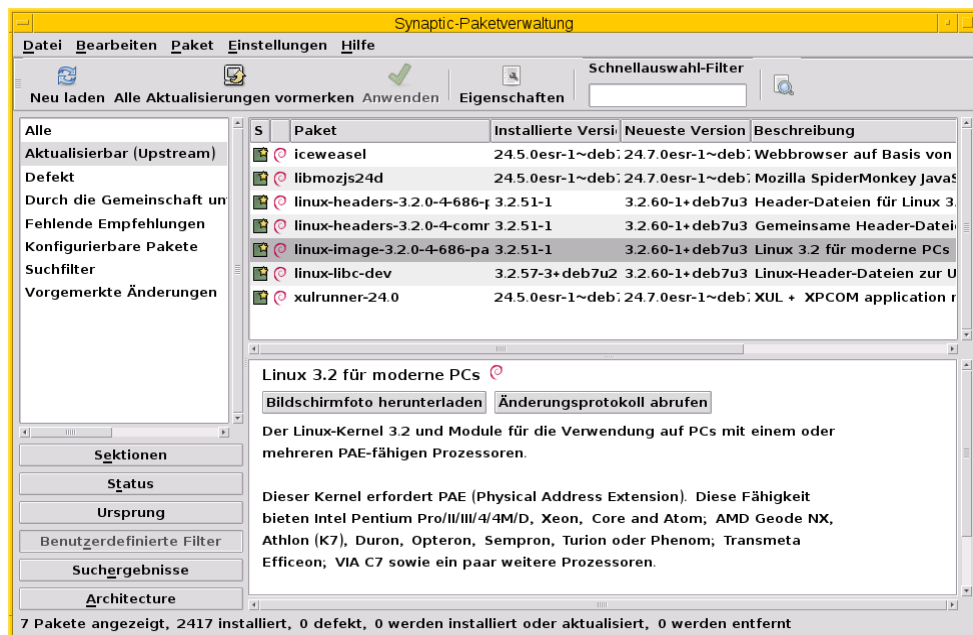 Synaptic-Paketverwaltung
Datei Bearbeiten Paket Einstellungen Hilfe
Neu laden Alle Aktualisierungen vormerken Anwenden Eigenschaften Schnellauswahl-Filter
Alle
Aktualisierbar (Upstream)
Defekt
Durch die Gemeinschaft un
Fehlende Empfehlungen
Konfigurierbare Pakete
Suchfilter
Vorgemerkte Änderungen
Sektionen
Status
Ursprung
Benutzerdefinierte Filter
Suchergebnisse
Architecture
S Paket Installierte Versi Neueste Version Beschreibung
iceweasel 24.5.0esr-1~deb7 24.7.0esr-1~deb7 Webbrowser auf Basis von
libmozjs24d 24.5.0esr-1~deb7 24.7.0esr-1~deb7 Mozilla SpiderMonkey JavaS
linux-headers-3.2.0-4-686-p 3.2.51-1 3.2.60-1+deb7u3 Header-Dateien für Linux 3.
linux-headers-3.2.0-4-comr 3.2.51-1 3.2.60-1+deb7u3 Gemeinsame Header-Datei
linux-image-3.2.0-4-686-pa 3.2.51-1 3.2.60-1+deb7u3 Linux 3.2 für moderne PCs
linux-libc-dev 3.2.57-3+deb7u2 3.2.60-1+deb7u3 Linux-Header-Dateien zur U
xulrunner-24.0 24.5.0esr-1~deb7 24.7.0esr-1~deb7 XUL + XPCOM application r
Linux 3.2 für moderne PCs
Bildschirmfoto herunterladen Änderungsprotokoll abrufen
Der Linux-Kernel 3.2 und Module für die Verwendung auf PCs mit einem oder
mehreren PAE-fähigen Prozessoren.
Dieser Kernel erfordert PAE (Physical Address Extension). Diese Fähigkeit
bieten Intel Pentium Pro/II/III/4/4M/D, Xeon, Core and Atom; AMD Geode NX,
Athlon (K7), Duron, Opteron, Sempron, Turion oder Phenom; Transmeta
Efficeon; VIA C7 sowie ein paar weitere Prozessoren.
7 Pakete angezeigt, 2417 installiert, 0 defekt, 0 werden installiert oder aktualisiert, 0 werden entfernt